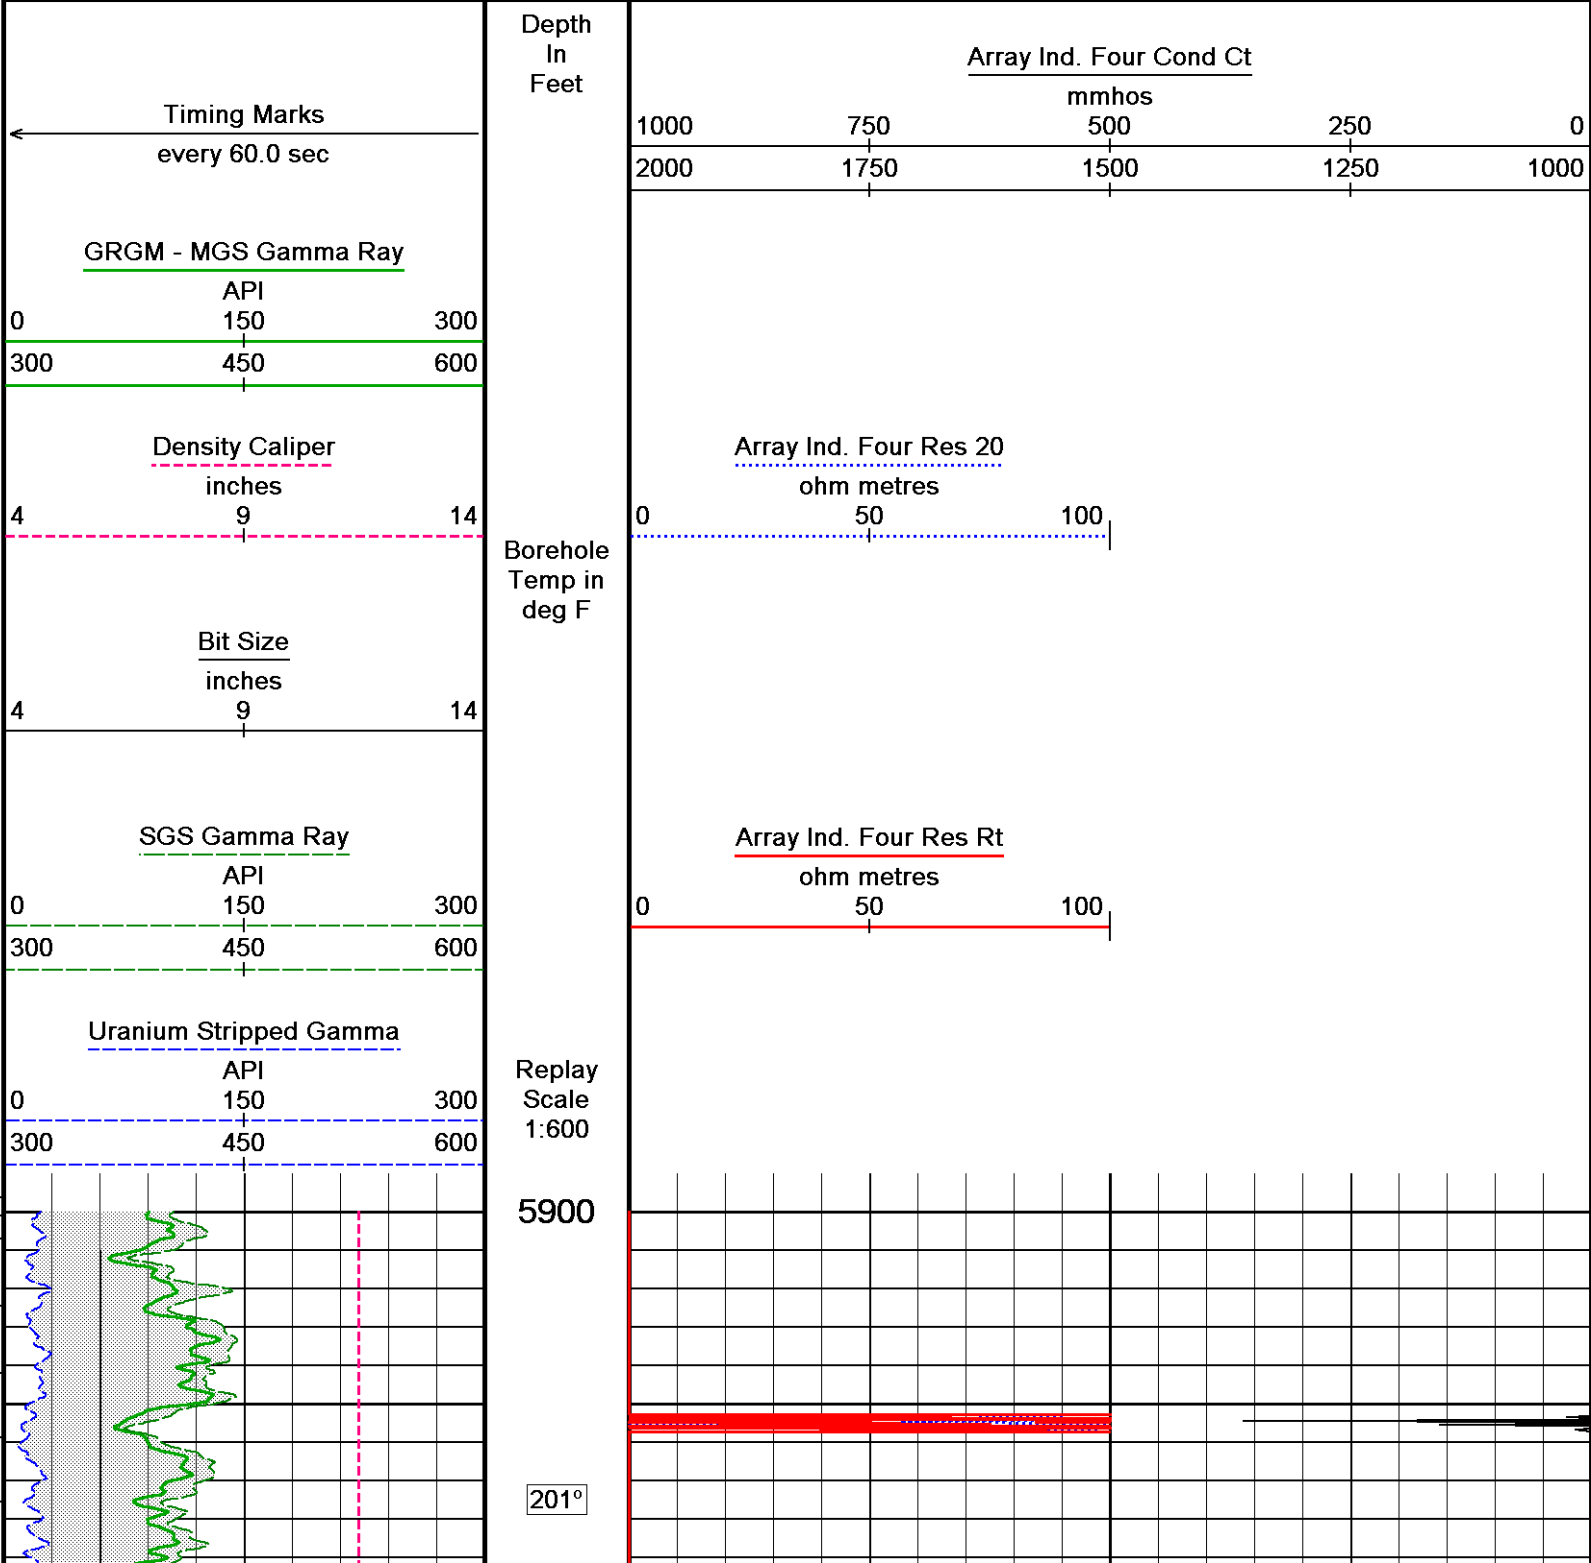 Timing Marks
every 60.0 sec
GRGM - MGS Gamma Ray
API
0 150 300
300 450 600
Density Caliper
inches
4 9 14
Bit Size
inches
4 9 14
SGS Gamma Ray
API
0 150 300
300 450 600
Uranium Stripped Gamma
API
0 150 300
300 450 600
Depth
In
Feet
Borehole
Temp in
deg F
Replay
Scale
1:600
5900
201º
Array Ind. Four Cond Ct
mmhos
1000 750 500 250 0
2000 1750 1500 1250 1000
Array Ind. Four Res 20
ohm metres
0 50 100
Array Ind. Four Res Rt
ohm metres
0 50 100